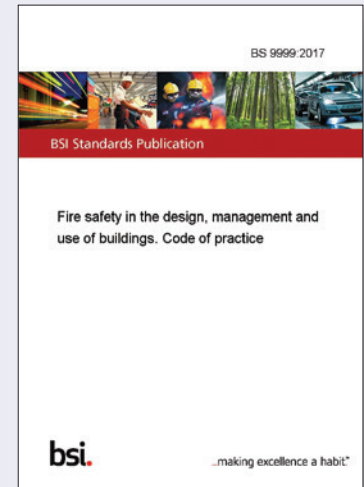 BS 9999:2017
BSI Standards Publication
Fire safety in the design, management and
use of buildings. Code of practice
bsi.
...making excellence a habit.™